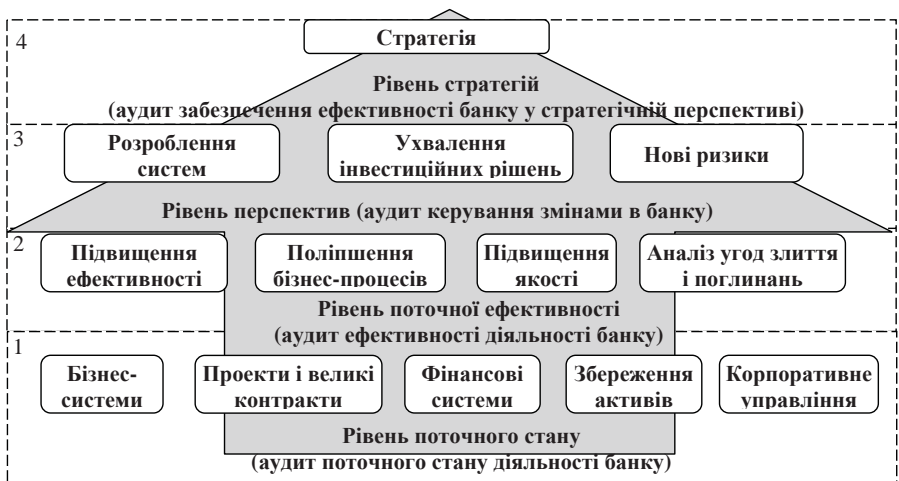 4
Стратегія
Рівень стратегій
(аудит забезпечення ефективності банку у стратегічній перспективі)
3
Розроблення
систем
Ухвалення
інвестиційних рішень
Нові ризики
Рівень перспектив (аудит керування змінами в банку)
2
Підвищення
ефективності
Поліпшення
бізнес-процесів
Підвищення
якості
Аналіз угод злиття
і поглинань
Рівень поточної ефективності
(аудит ефективності діяльності банку)
1
Бізнес-
системи
Проекти і великі
контракти
Фінансові
системи
Збереження
активів
Корпоративне
управління
Рівень поточного стану
(аудит поточного стану діяльності банку)